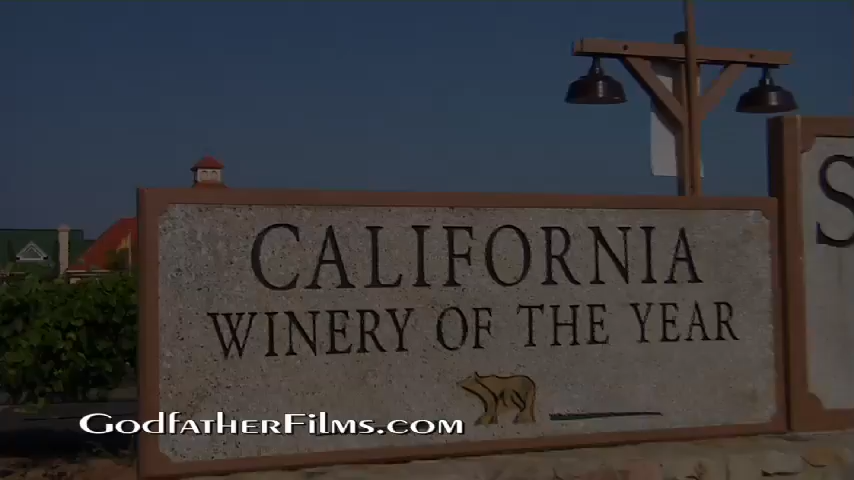 CALIFORNIA
WINERY OF THE YEAR
S
GODFATHERFILMS.COM